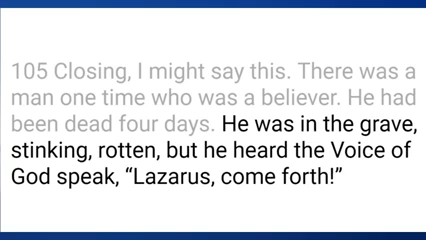 105 Closing, I might say this. There was a
man one time who was a believer. He had
been dead four days. He was in the grave,
stinking, rotten, but he heard the Voice of
God speak, “Lazarus, come forth!”